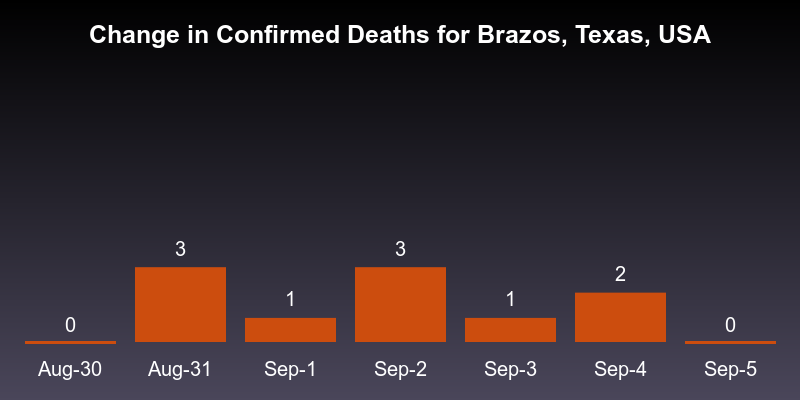 Change in Confirmed Deaths for Brazos, Texas, USA
0 3 1 3 1 2 0
Aug-30 Aug-31 Sep-1 Sep-2 Sep-3 Sep-4 Sep-5